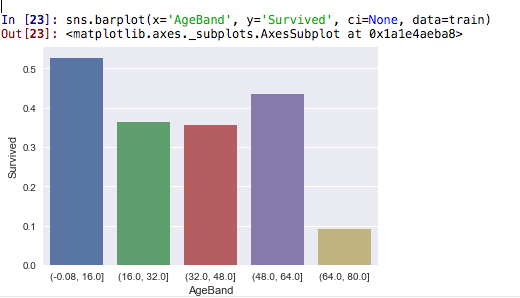 In [23]: sns.barplot(x='AgeBand', y='Survived', ci=None, data=train)
Out[23]: <matplotlib.axes._subplots.AxesSubplot at 0x1a1e4aeba8>
0.5
0.4
0.3
0.2
0.1
0.0
Survived
(-0.08, 16.0] (16.0, 32.0] (32.0, 48.0] (48.0, 64.0] (64.0, 80.0]
AgeBand